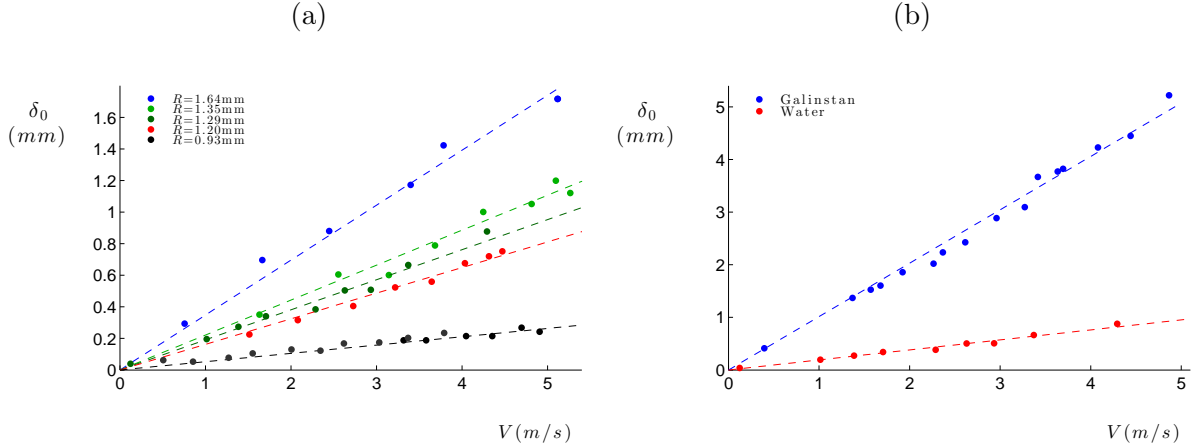 (a)
δ₀
(mm)
R=1.64mm
R=1.35mm
R=1.29mm
R=1.20mm
R=0.93mm
1.6
1.4
1.2
1
0.8
0.6
0.4
0.2
0
0 1 2 3 4 5
V(m/s)
(b)
δ₀
(mm)
Galinstan
Water
5
4
3
2
1
0
0 1 2 3 4 5
V(m/s)